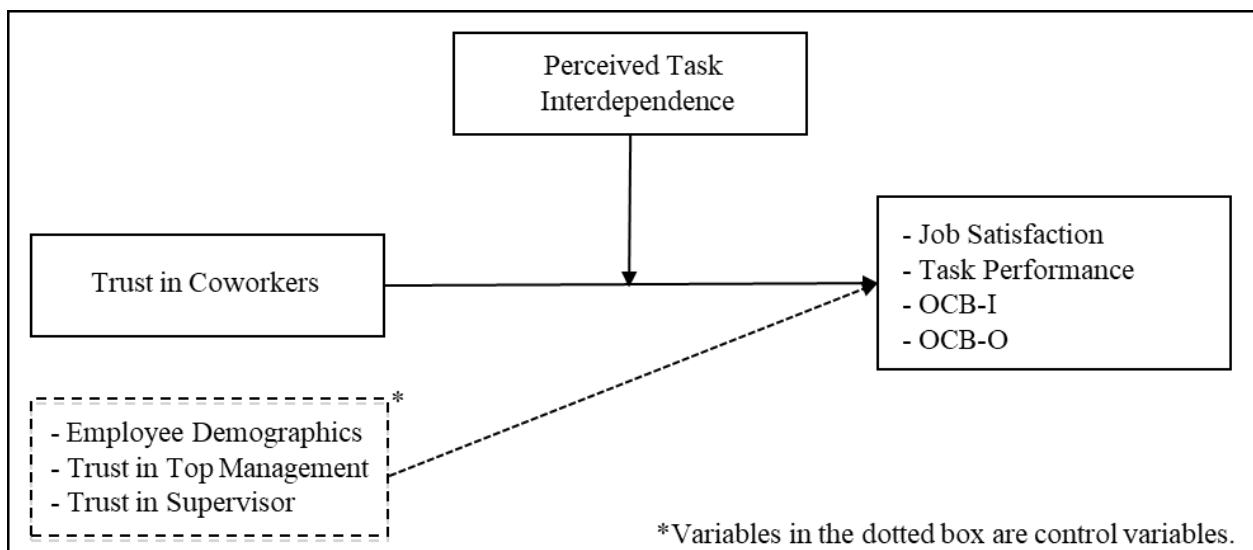 Perceived Task
Interdependence
Trust in Coworkers
- Job Satisfaction
- Task Performance
- OCB-I
- OCB-O
*
- Employee Demographics
- Trust in Top Management
- Trust in Supervisor
*Variables in the dotted box are control variables.